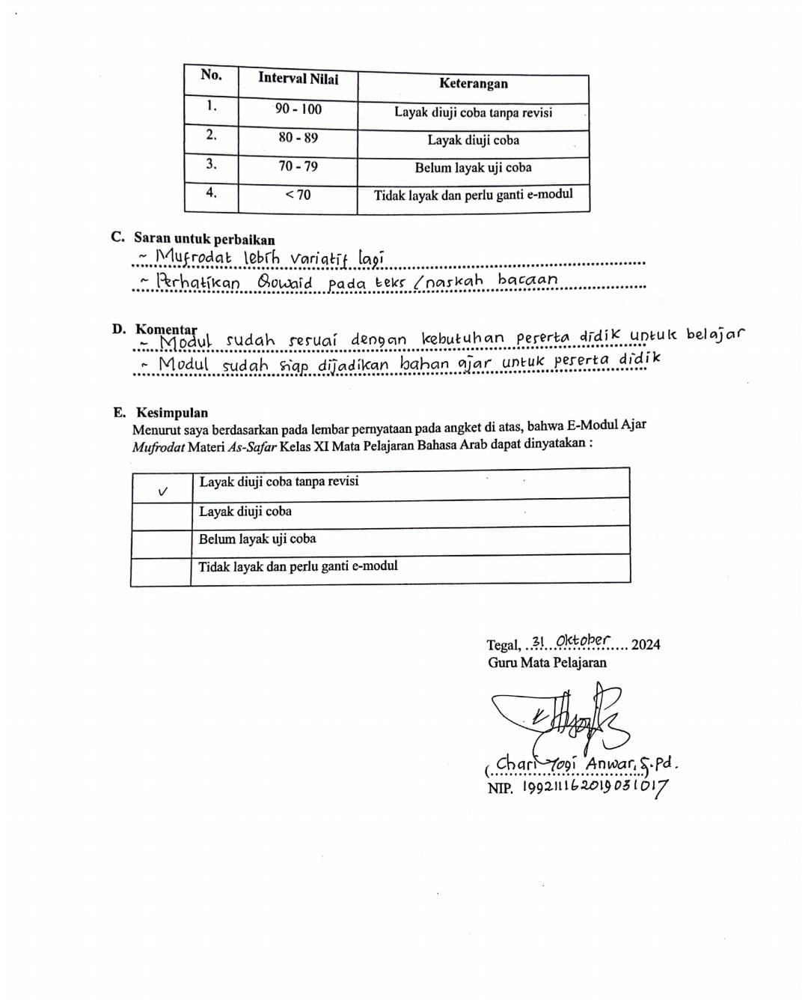 No. Interval Nilai Keterangan
1. 90 - 100 Layak diuji coba tanpa revisi
2. 80 - 89 Layak diuji coba
3. 70 - 79 Belum layak uji coba
4. < 70 Tidak layak dan perlu ganti e-modul
C. Saran untuk perbaikan
~ Mufrodat lebih variatif lagi
~ Perhatikan Qowaid pada teks / naskah bacaan
D. Komentar
~ Modul sudah sesuai dengan kebutuhan peserta didik untuk belajar
~ Modul sudah siap dijadikan bahan ajar untuk peserta didik
E. Kesimpulan
Menurut saya berdasarkan pada lembar pernyataan pada angket di atas, bahwa E-Modul Ajar
Mufrodat Materi As-Safar Kelas XI Mata Pelajaran Bahasa Arab dapat dinyatakan :
✓ Layak diuji coba tanpa revisi
Layak diuji coba
Belum layak uji coba
Tidak layak dan perlu ganti e-modul
Tegal, 31 Oktober 2024
Guru Mata Pelajaran
(Chari Yogi Anwar, S.Pd.
NIP. 199211162019031017